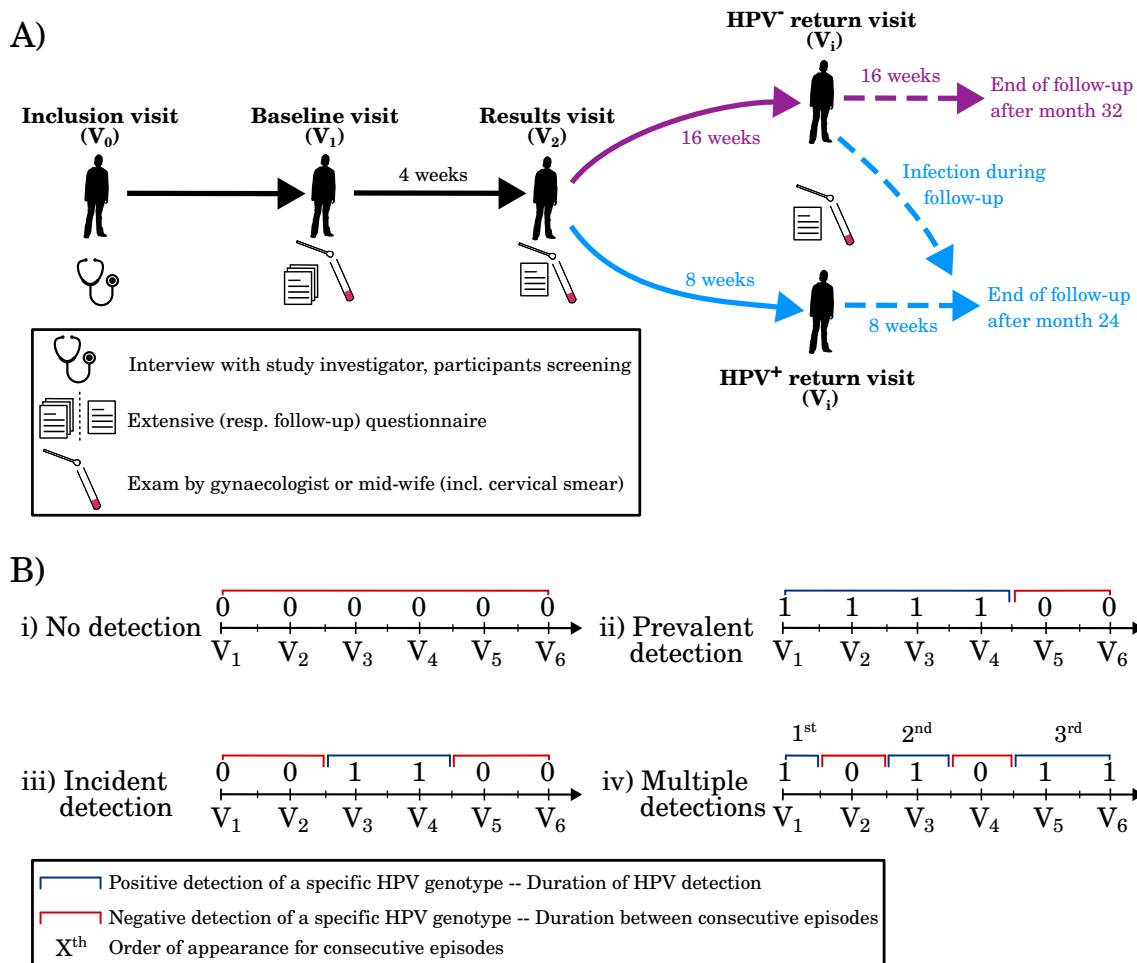 A)
Inclusion visit
(V0)
Baseline visit
(V1)
4 weeks
Results visit
(V2)
16 weeks
8 weeks
HPV- return visit
(Vi)
16 weeks
End of follow-up
after month 32
Infection during
follow-up
8 weeks
End of follow-up
after month 24
HPV+ return visit
(Vi)
Interview with study investigator, participants screening
Extensive (resp. follow-up) questionnaire
Exam by gynaecologist or mid-wife (incl. cervical smear)
B)
i) No detection
0 0 0 0 0 0
V1 V2 V3 V4 V5 V6
ii) Prevalent
detection
1 1 1 1 0 0
V1 V2 V3 V4 V5 V6
iii) Incident
detection
0 0 1 1 0 0
V1 V2 V3 V4 V5 V6
iv) Multiple
detections
1st 2nd 3rd
1 0 1 0 1 1
V1 V2 V3 V4 V5 V6
Positive detection of a specific HPV genotype -- Duration of HPV detection
Negative detection of a specific HPV genotype -- Duration between consecutive episodes
Xth Order of appearance for consecutive episodes